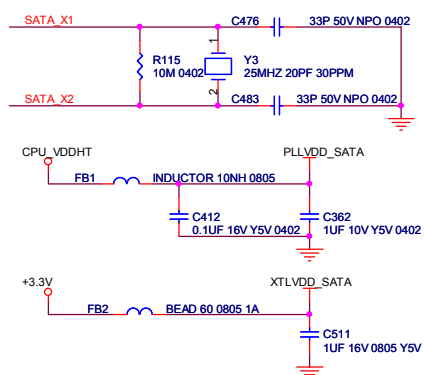 SATA_X1
C476
33P 50V NPO 0402
1
R115
10M 0402
Y3
25MHZ 20PF 30PPM
2
SATA_X2
C483
33P 50V NPO 0402
CPU_VDDHT
PLLVDD_SATA
FB1
INDUCTOR 10NH 0805
C412
0.1UF 16V Y5V 0402
C362
1UF 10V Y5V 0402
+3.3V
XTLVDD_SATA
FB2
BEAD 60 0805 1A
C511
1UF 16V 0805 Y5V